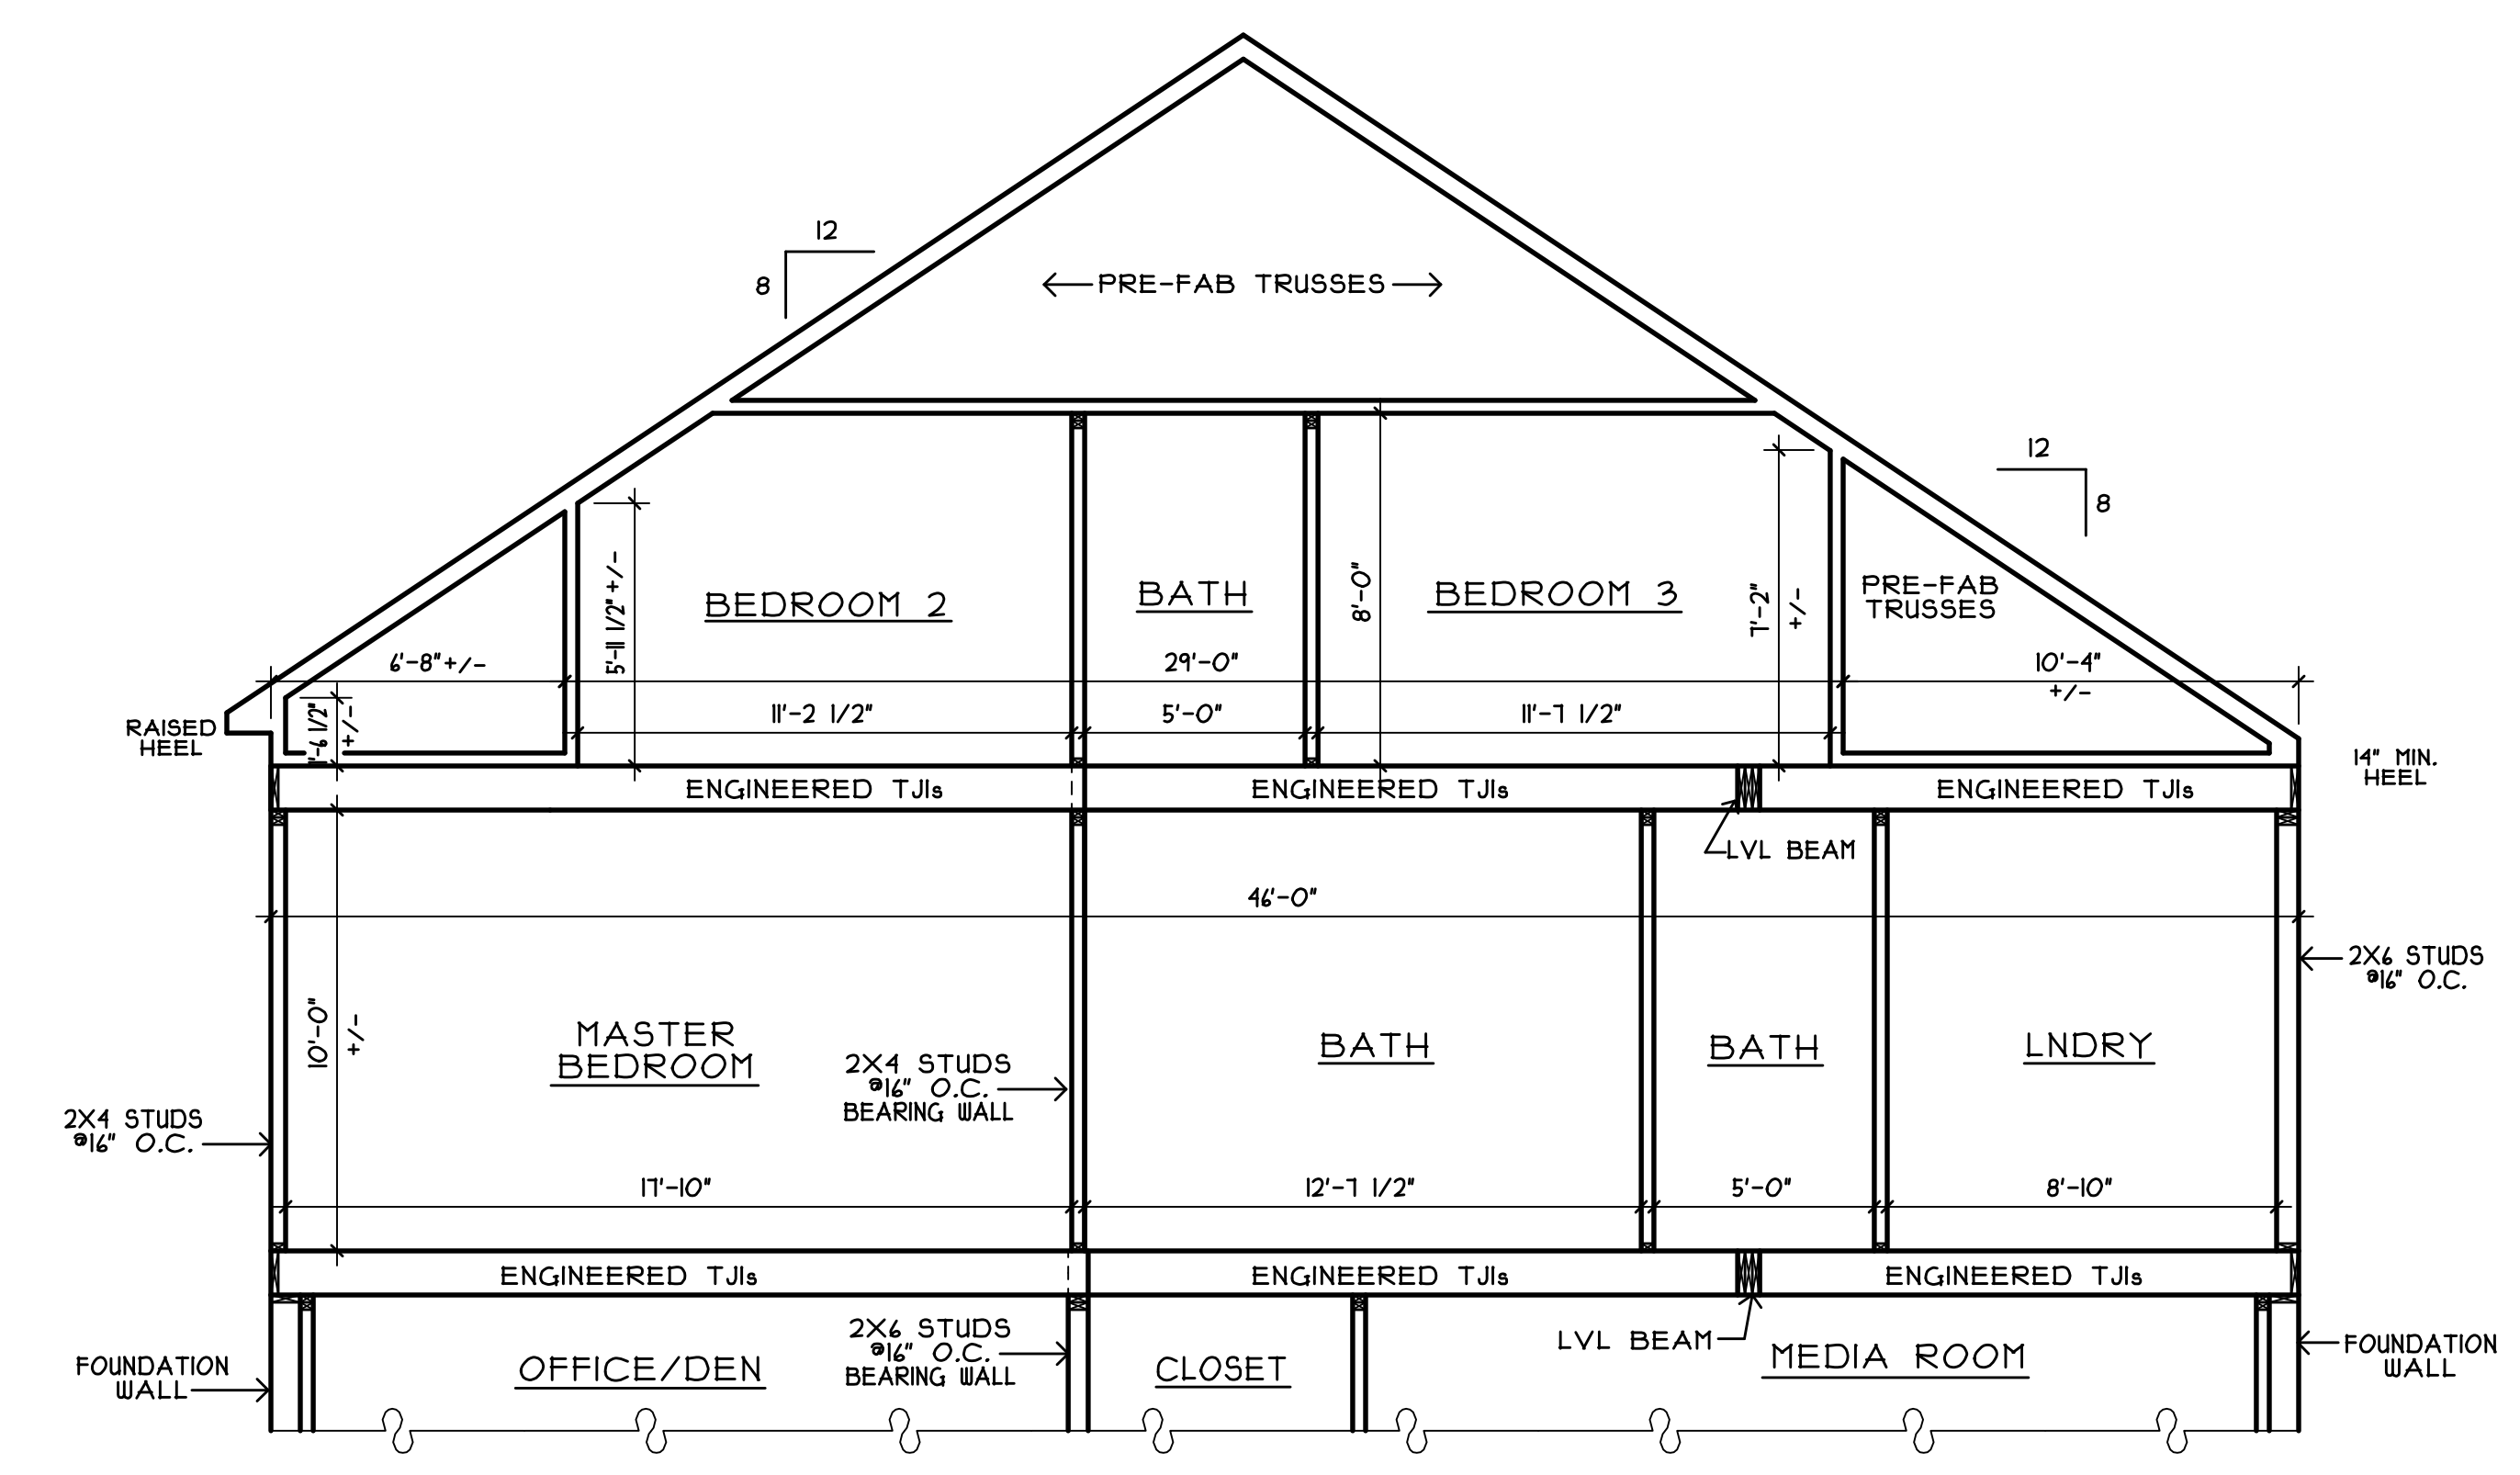 12
8
PRE-FAB TRUSSES
12
8
8'-0"
7'-2"
+/-
5'-11 1/2" +/-
BEDROOM 2
BATH
BEDROOM 3
PRE-FAB
TRUSSES
6'-8" +/-
29'-0"
10'-4"
+/-
1'-6 1/2"
+/-
11'-2 1/2"
5'-0"
11'-7 1/2"
RAISED
HEEL
14" MIN.
HEEL
ENGINEERED TJIs
ENGINEERED TJIs
ENGINEERED TJIs
LVL BEAM
46'-0"
2X6 STUDS
@16" O.C.
10'-0"
+/-
MASTER
BEDROOM
2X4 STUDS
@16" O.C.
BEARING WALL
BATH
BATH
LNDRY
2X4 STUDS
@16" O.C.
17'-10"
12'-7 1/2"
5'-0"
8'-10"
ENGINEERED TJIs
ENGINEERED TJIs
ENGINEERED TJIs
FOUNDATION
WALL
OFFICE/DEN
2X6 STUDS
@16" O.C.
BEARING WALL
CLOSET
LVL BEAM
MEDIA ROOM
FOUNDATION
WALL